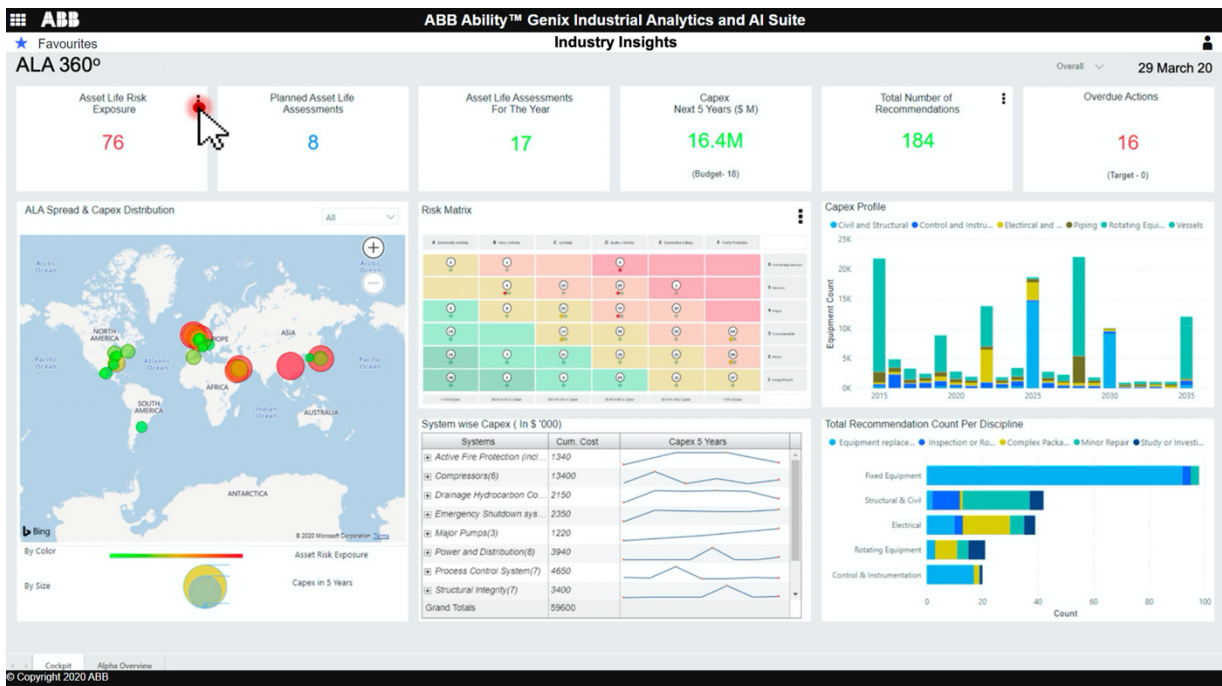 ABB
ABB Ability™ Genix Industrial Analytics and AI Suite
Favourites
Industry Insights
ALA 360º
Overall
29 March 20
Asset Life Risk
Exposure
76
Planned Asset Life
Assessments
8
Asset Life Assessments
For The Year
17
Capex
Next 5 Years ($ M)
16.4M
(Budget- 18)
Total Number of
Recommendations
184
Overdue Actions
16
(Target - 0)
ALA Spread & Capex Distribution
All
Arctic
Ocean
Arctic
Ocean
NORTH
AMERICA
ASIA
Pacific
Ocean
Atlantic
Ocean
Pacific
Ocean
AFRICA
SOUTH
AMERICA
Indian
Ocean
AUSTRALIA
ANTARCTICA
Bing
© 2020 Microsoft Corporation Terms
By Color
Asset Risk Exposure
By Size
Capex in 5 Years
Risk Matrix
System wise Capex ( In $ '000)
Systems Cum. Cost Capex 5 Years
Active Fire Protection (incl... 1340
Compressors(6) 13400
Drainage Hydrocarbon Co... 2150
Emergency Shutdown sys... 2350
Major Pumps(3) 1220
Power and Distribution(8) 3940
Process Control System(7) 4650
Structural Integrity(7) 3400
Grand Totals 59600
Capex Profile
Civil and Structural Control and Instru... Electircal and ... Piping Rotating Equi... Vessels
Equipment Count
25K
20K
15K
10K
5K
0K
2015 2020 2025 2030 2035
Total Recommendation Count Per Discipline
Equipment replace... Inspection or Ro... Complex Packa... Minor Repair Study or Investi...
Fixed Equipment
Structural & Civil
Electrical
Rotating Equipment
Control & Instrumentation
0 20 40 60 80 100
Count
Cockpit Alpha Overview
© Copyright 2020 ABB